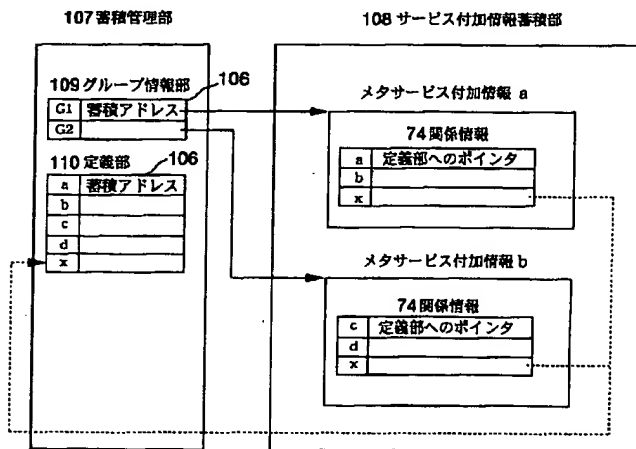 107 蓄積管理部
108 サービス付加情報蓄積部
109 グループ情報部
106
G1 蓄積アドレス
G2
110 定義部
106
a 蓄積アドレス
b
c
d
x
メタサービス付加情報 a
74 関係情報
a 定義部へのポインタ
b
x
メタサービス付加情報 b
74 関係情報
c 定義部へのポインタ
d
x